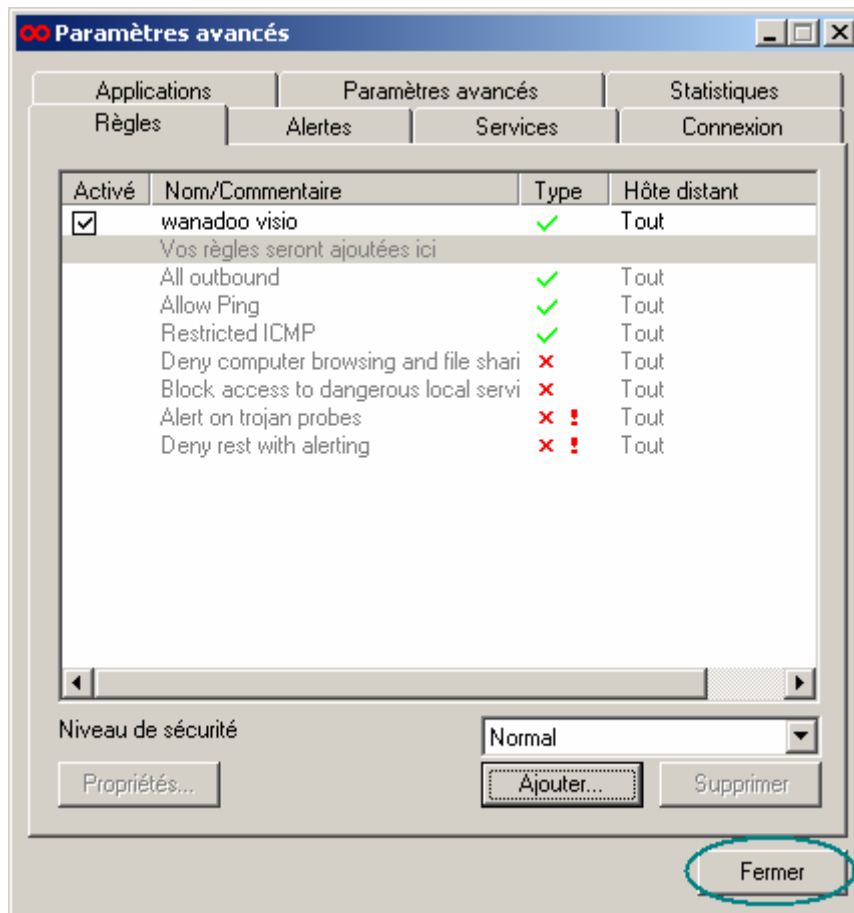 Paramètres avancés
Applications Paramètres avancés Statistiques
Règles Alertes Services Connexion
Activé Nom/Commentaire Type Hôte distant
wanadoo visio Tout
Vos règles seront ajoutées ici
All outbound Tout
Allow Ping Tout
Restricted ICMP Tout
Deny computer browsing and file shari Tout
Block access to dangerous local servi Tout
Alert on trojan probes ! Tout
Deny rest with alerting ! Tout
Niveau de sécurité Normal
Propriétés... Ajouter... Supprimer
Fermer